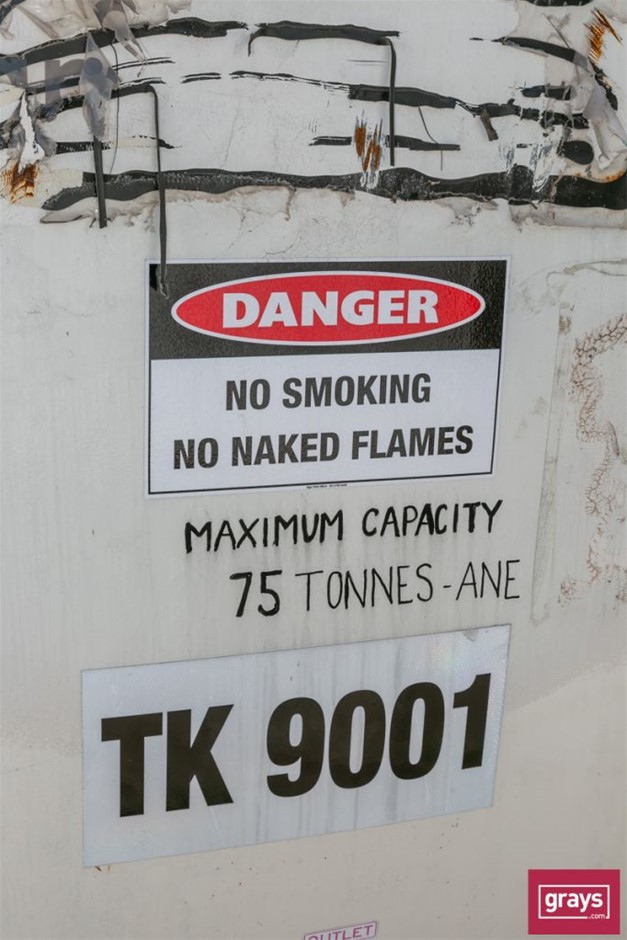 DANGER
NO SMOKING
NO NAKED FLAMES
MAXIMUM CAPACITY
75 TONNES-ANE
TK 9001
OUTLET
grays
.com